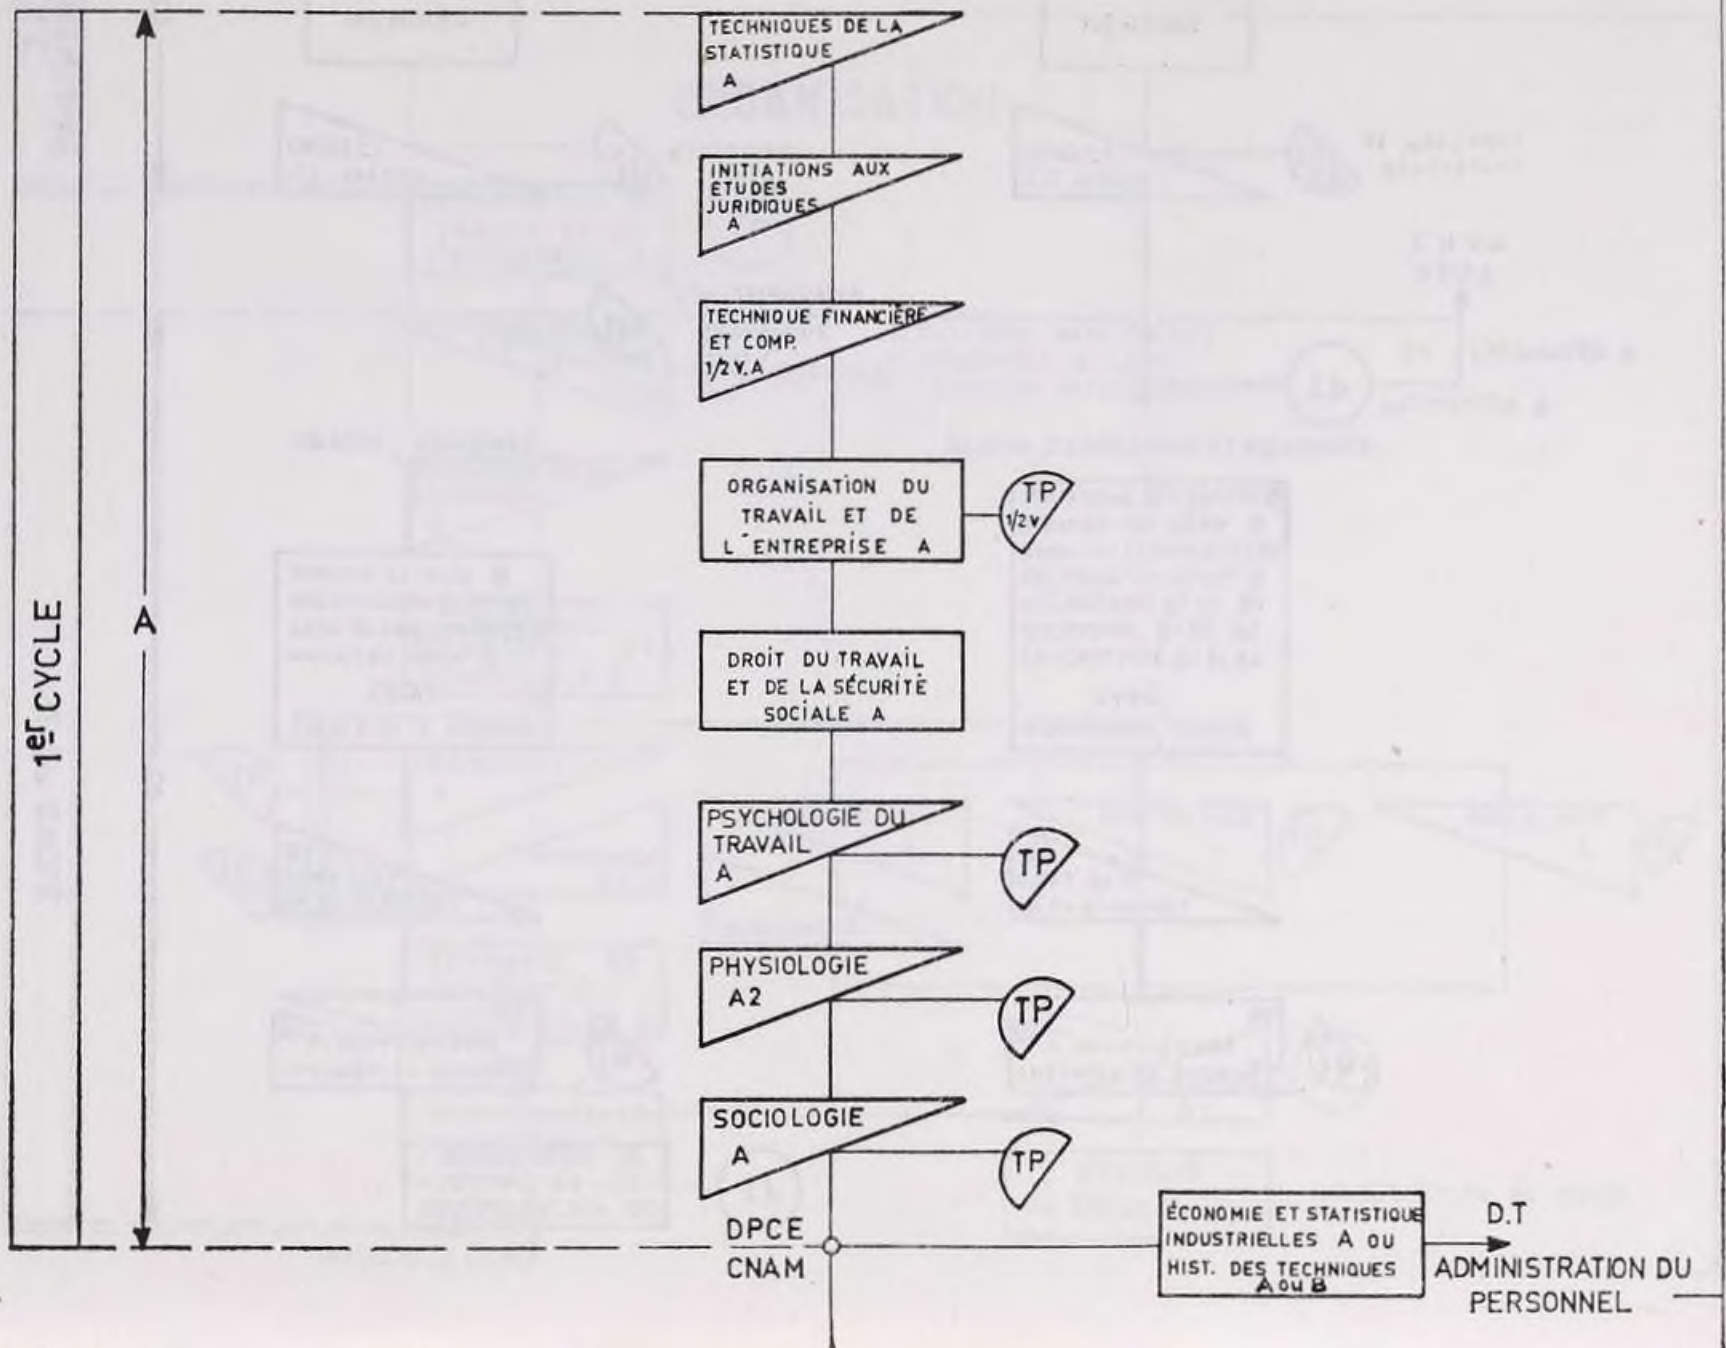 TECHNIQUES DE LA
STATISTIQUE
A
INITIATIONS AUX
ÉTUDES
JURIDIQUES
A
TECHNIQUE FINANCIÈRE
ET COMP.
1/2 V.A
ORGANISATION DU
TRAVAIL ET DE
L'ENTREPRISE A
TP
1/2 V
DROIT DU TRAVAIL
ET DE LA SÉCURITÉ
SOCIALE A
1er CYCLE
A
PSYCHOLOGIE DU
TRAVAIL
A
TP
PHYSIOLOGIE
A2
TP
SOCIOLOGIE
A
TP
DPCE
CNAM
ÉCONOMIE ET STATISTIQUE
INDUSTRIELLES A OU
HIST. DES TECHNIQUES
A OU B
D.T
ADMINISTRATION DU
PERSONNEL